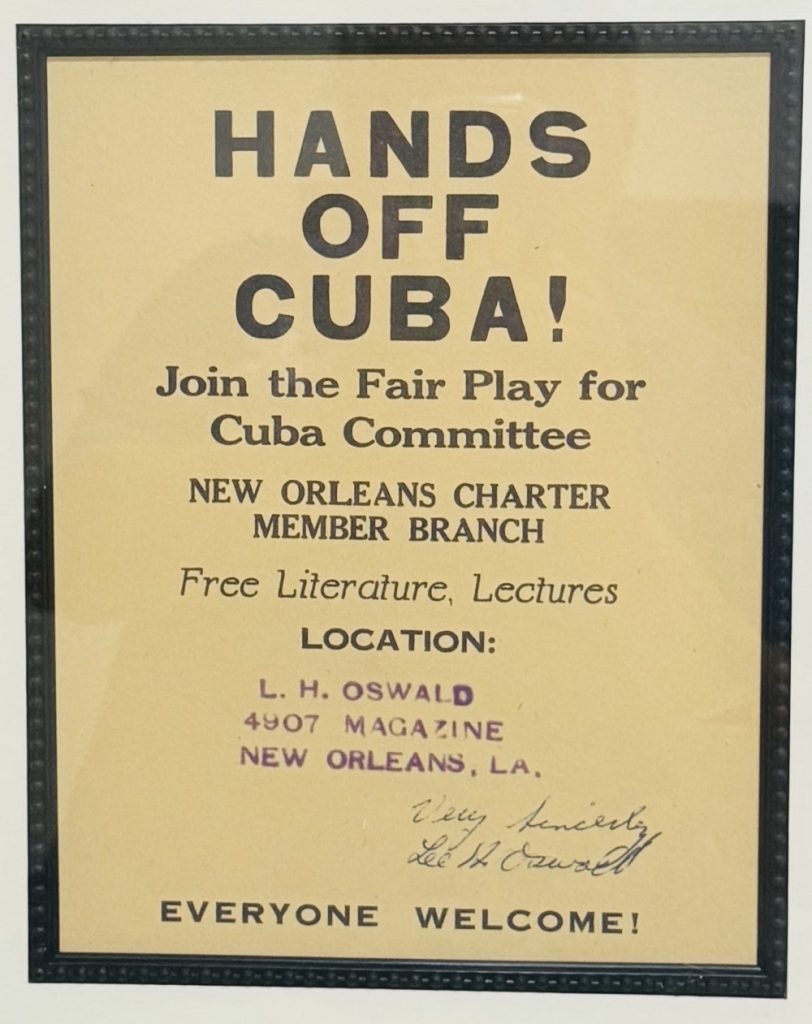 HANDS
OFF
CUBA!
Join the Fair Play for
Cuba Committee
NEW ORLEANS CHARTER
MEMBER BRANCH
Free Literature, Lectures
LOCATION:
L. H. OSWALD
4907 MAGAZINE
NEW ORLEANS, LA.
Very sincerely
Lee H Oswald
EVERYONE WELCOME!